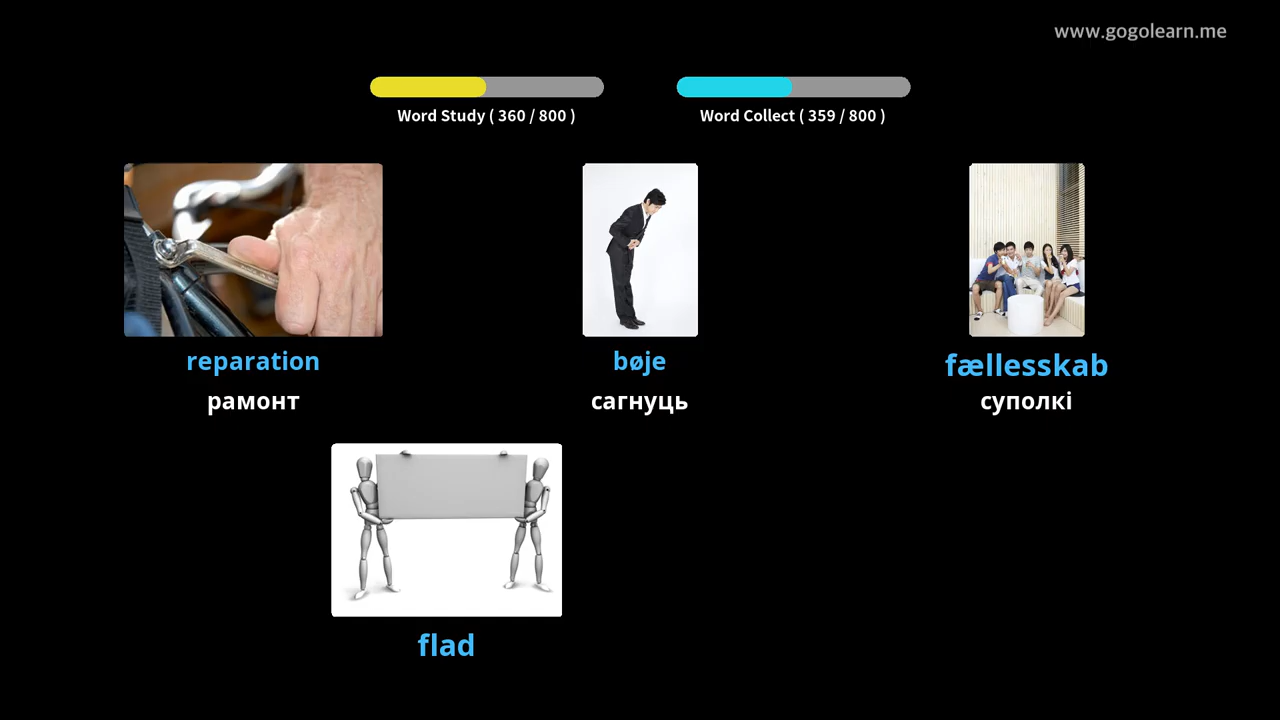 www.gogolearn.me
Word Study ( 360 / 800 )
Word Collect ( 359 / 800 )
reparation
bøje
fællesskab
рамонт
сагнуць
суполкі
flad